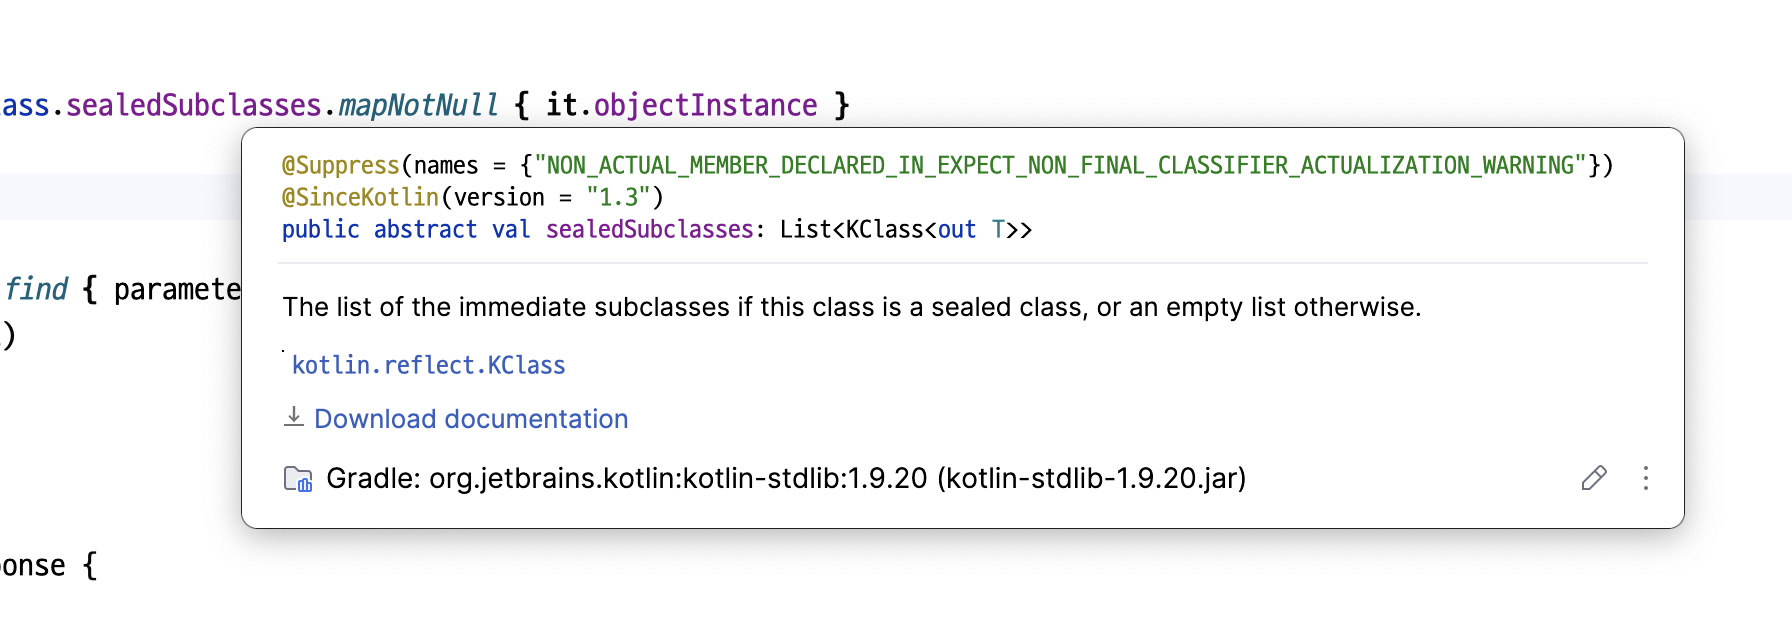 ass.sealedSubclasses.mapNotNull { it.objectInstance }
@Suppress(names = {"NON_ACTUAL_MEMBER_DECLARED_IN_EXPECT_NON_FINAL_CLASSIFIER_ACTUALIZATION_WARNING"})
@SinceKotlin(version = "1.3")
public abstract val sealedSubclasses: List<KClass<out T>>
find { paramete
The list of the immediate subclasses if this class is a sealed class, or an empty list otherwise.
)
kotlin.reflect.KClass
Download documentation
Gradle: org.jetbrains.kotlin:kotlin-stdlib:1.9.20 (kotlin-stdlib-1.9.20.jar)
onse {